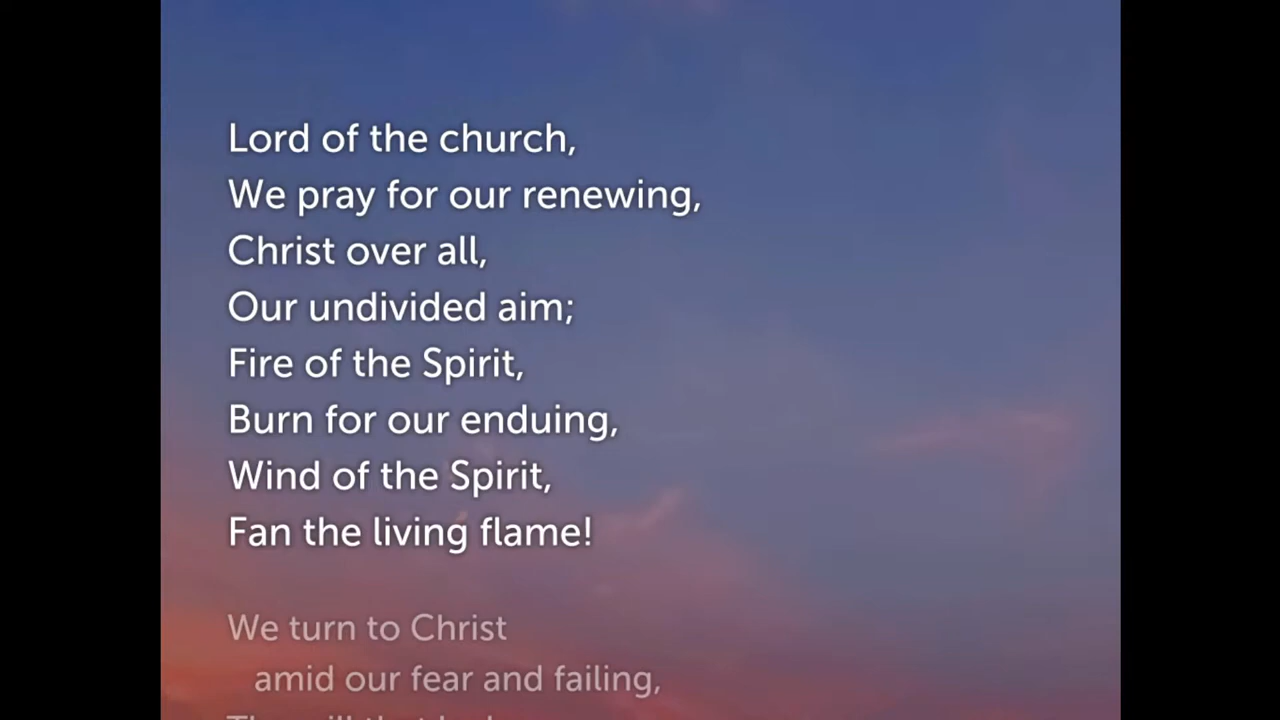 Lord of the church,
We pray for our renewing,
Christ over all,
Our undivided aim;
Fire of the Spirit,
Burn for our enduing,
Wind of the Spirit,
Fan the living flame!
We turn to Christ
amid our fear and failing,